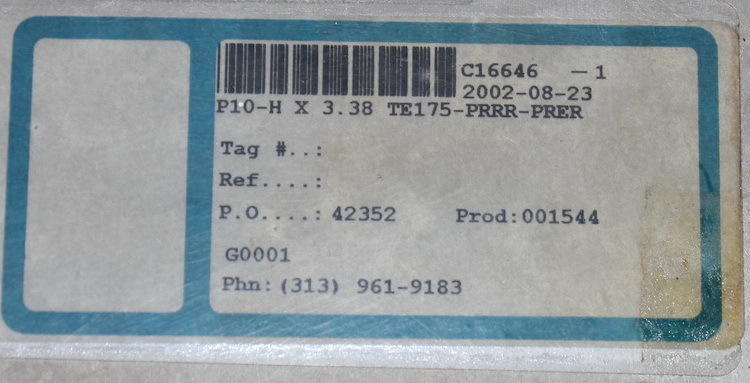 C16646 -1
2002-08-23
P10-H X 3.38 TE175-PRRR-PRER
Tag #..:
Ref....:
P.O....: 42352 Prod:001544
G0001
Phn:(313) 961-9183